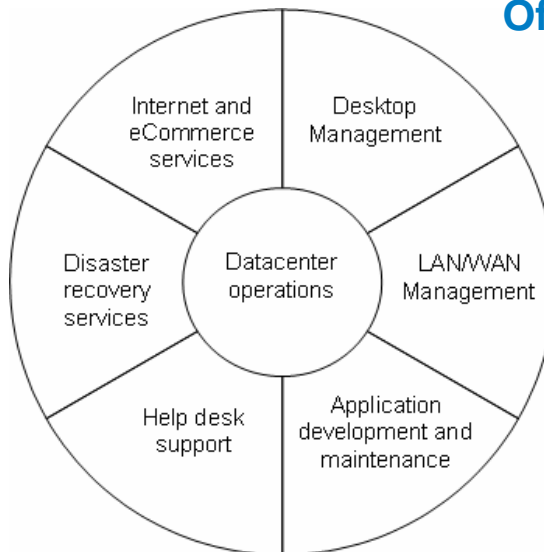 Of
Internet and
eCommerce
services
Desktop
Management
Disaster
recovery
services
Datacenter
operations
LAN/WAN
Management
Help desk
support
Application
development and
maintenance